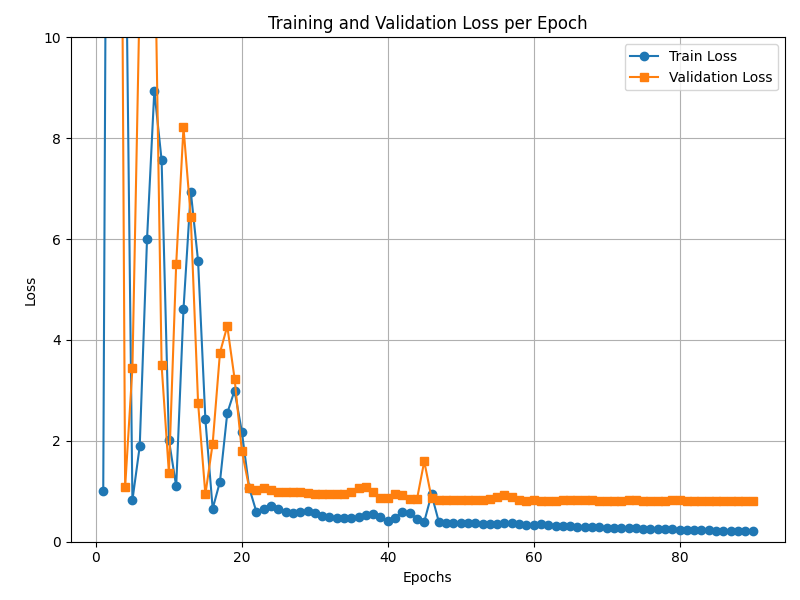 Training and Validation Loss per Epoch
Train Loss
Validation Loss
10
8
6
4
2
0
Loss
0 20 40 60 80
Epochs